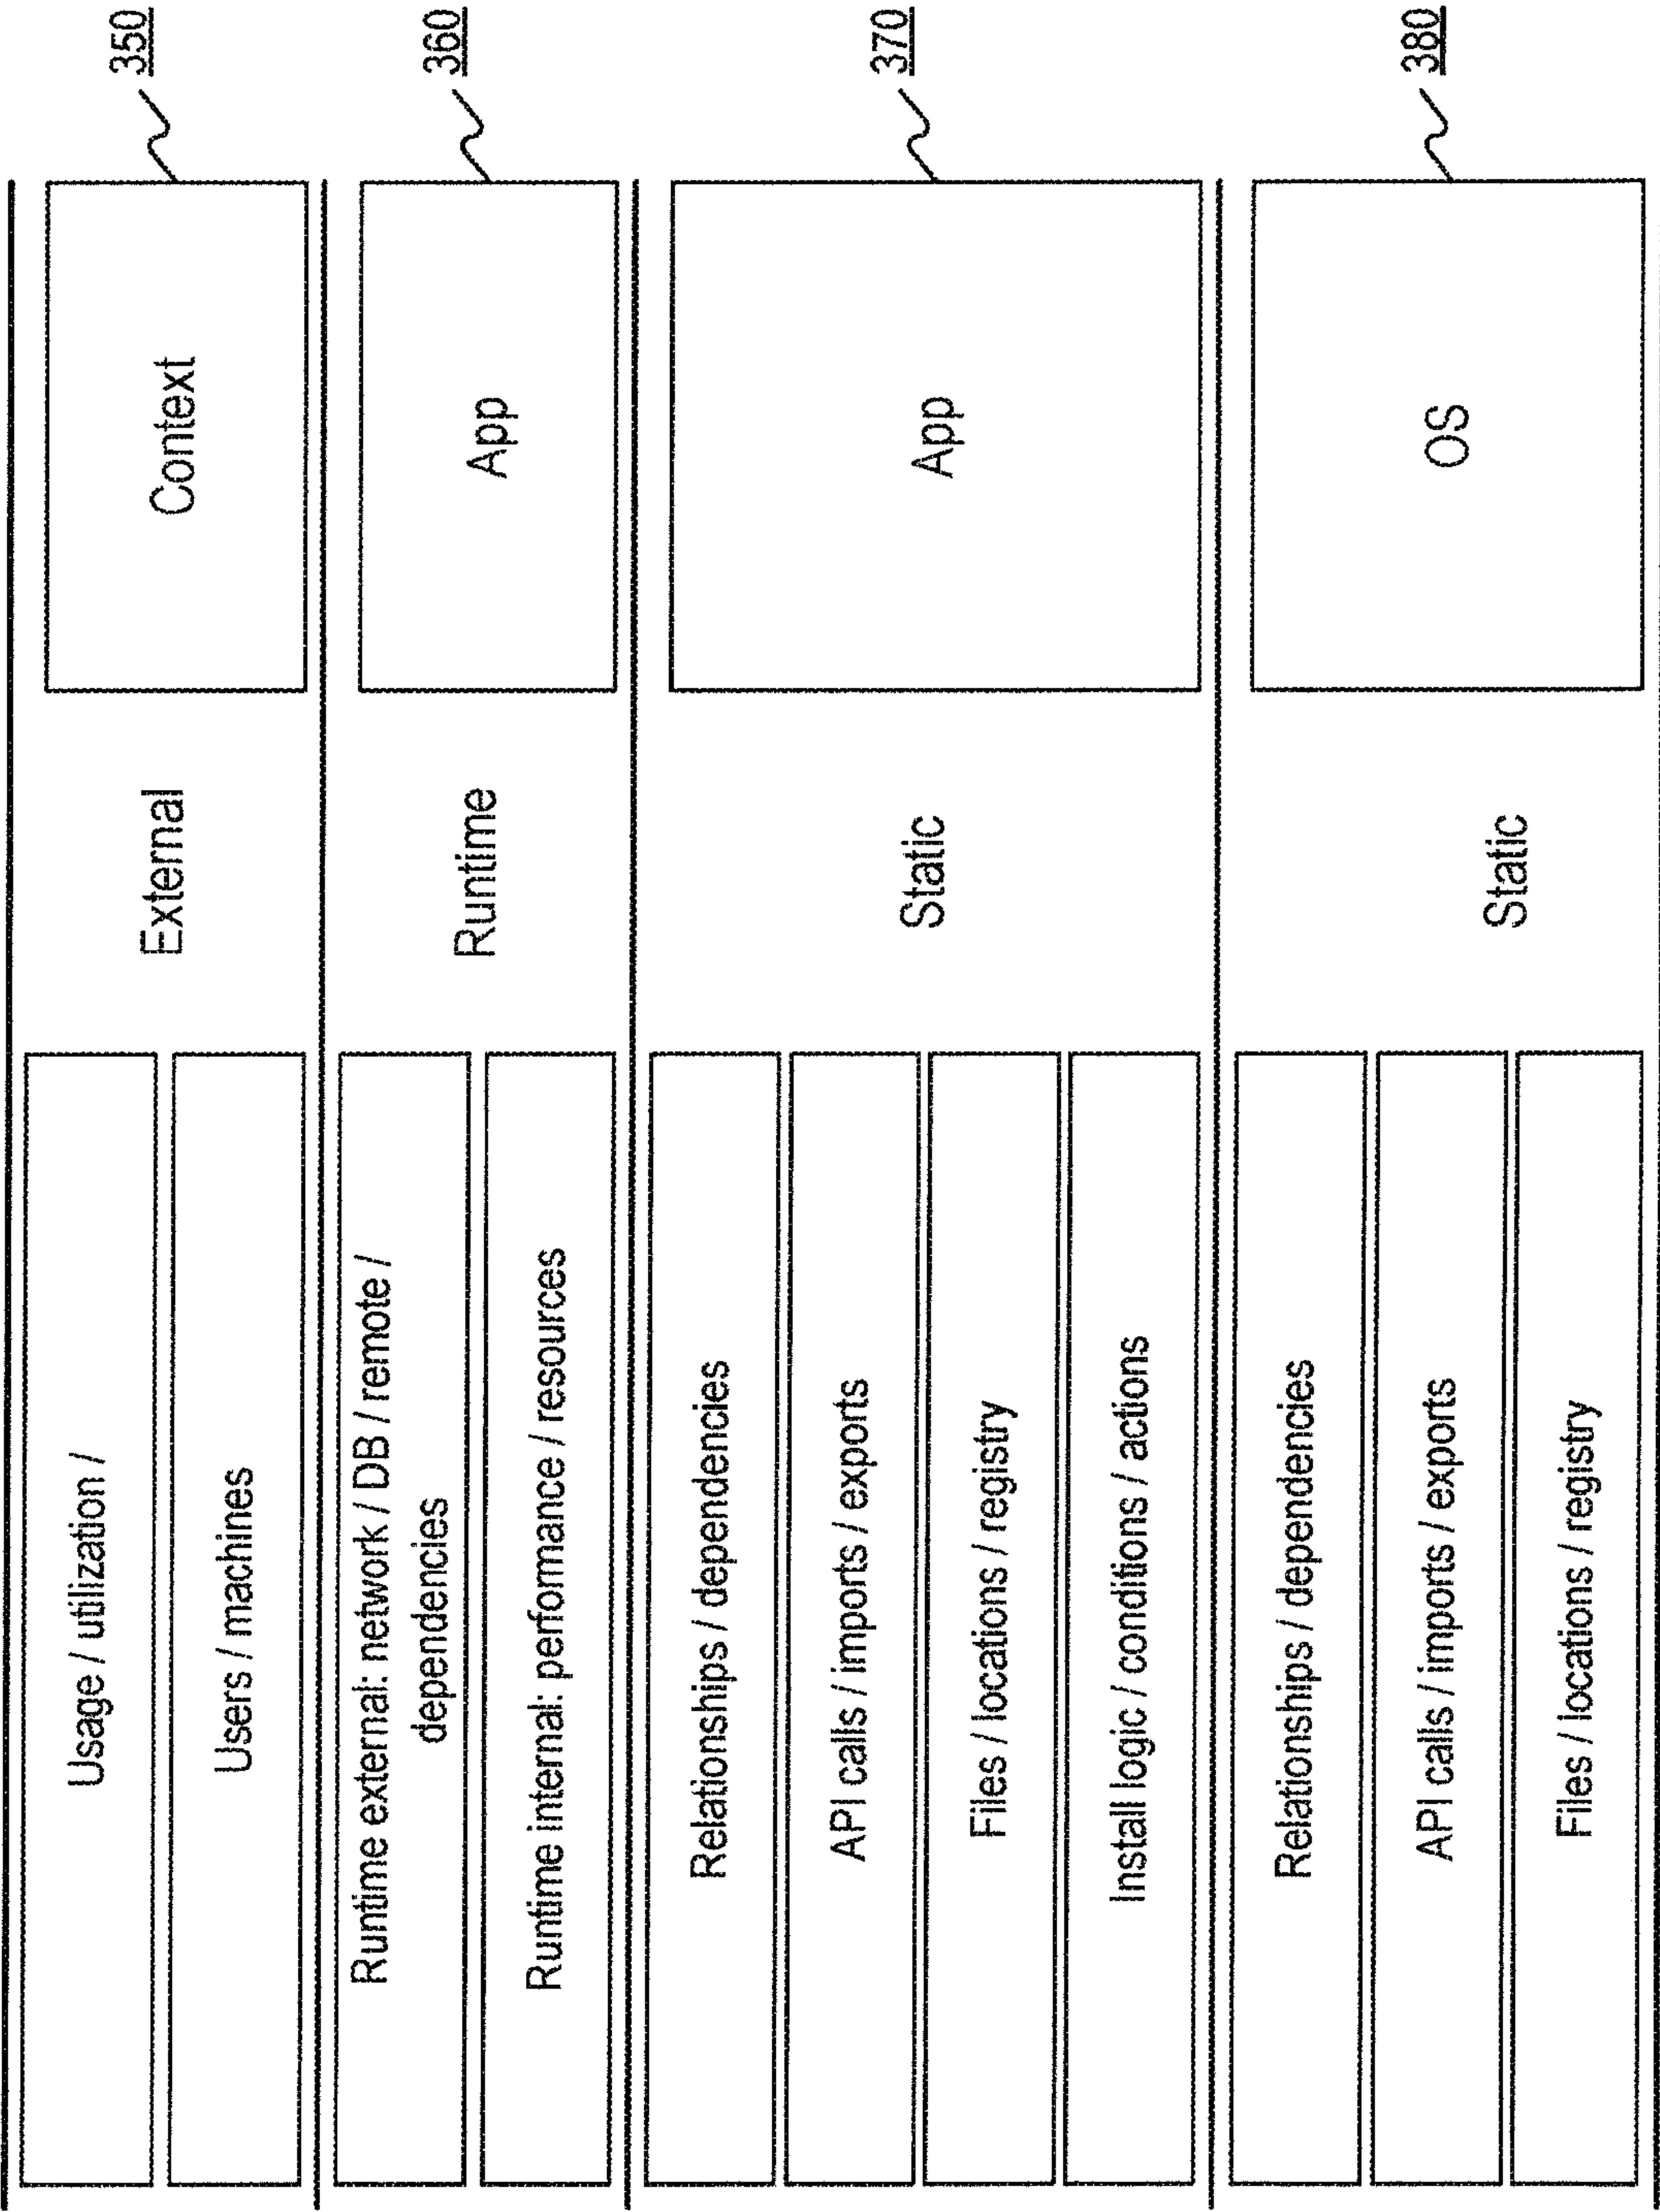 Usage / utilization /
Users / machines
External
Context
350
Runtime external: network / DB / remote /
dependencies
Runtime internal: performance / resources
Runtime
App
360
Relationships / dependencies
API calls / imports / exports
Files / locations / registry
Install logic / conditions / actions
Static
App
370
Relationships / dependencies
API calls / imports / exports
Files / locations / registry
Static
OS
380